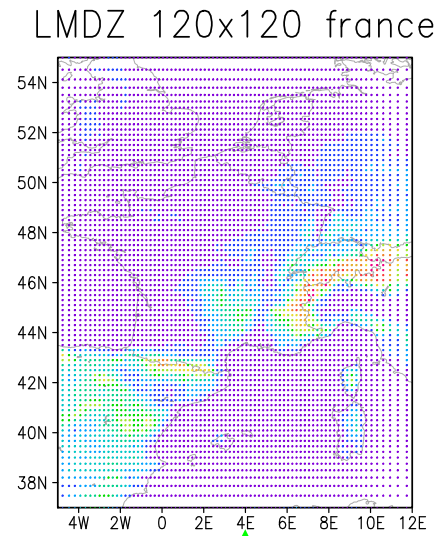 LMDZ 120x120 france
54N
52N
50N
48N
46N
44N
42N
40N
38N
4W 2W 0 2E 4E 6E 8E 10E 12E